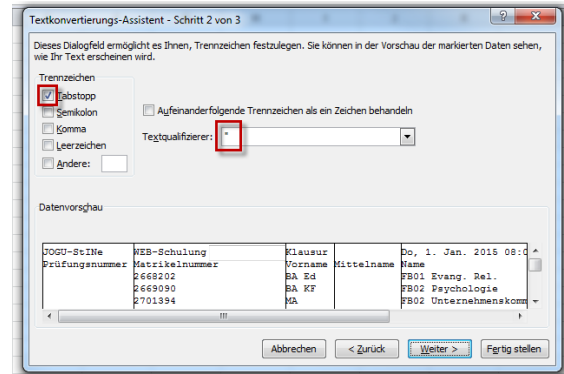 Textkonvertierungs-Assistent - Schritt 2 von 3
Dieses Dialogfeld ermöglicht es Ihnen, Trennzeichen festzulegen. Sie können in der Vorschau der markierten Daten sehen,
wie Ihr Text erscheinen wird.
Trennzeichen
Tabstopp
Semikolon
Komma
Leerzeichen
Andere:
Aufeinanderfolgende Trennzeichen als ein Zeichen behandeln
Textqualifizierer: "
Datenvorschau
JOGU-StINe WEB-Schulung Klausur Do, 1. Jan. 2015 08:0
Prüfungsnummer Matrikelnummer Vorname Mittelname Name
2668202 BA Ed FB01 Evang. Rel.
2669090 BA KF FB02 Psychologie
2701394 MA FB02 Unternehmenskomm
Abbrechen < Zurück Weiter > Fertig stellen